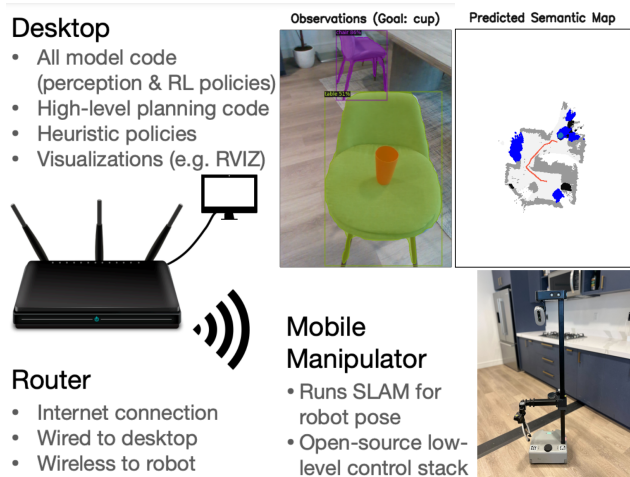 Desktop
• All model code
(perception & RL policies)
• High-level planning code
• Heuristic policies
• Visualizations (e.g. RVIZ)
Observations (Goal: cup)
table 51%
Predicted Semantic Map
Router
• Internet connection
• Wired to desktop
• Wireless to robot
Mobile
Manipulator
• Runs SLAM for
robot pose
• Open-source low-
level control stack